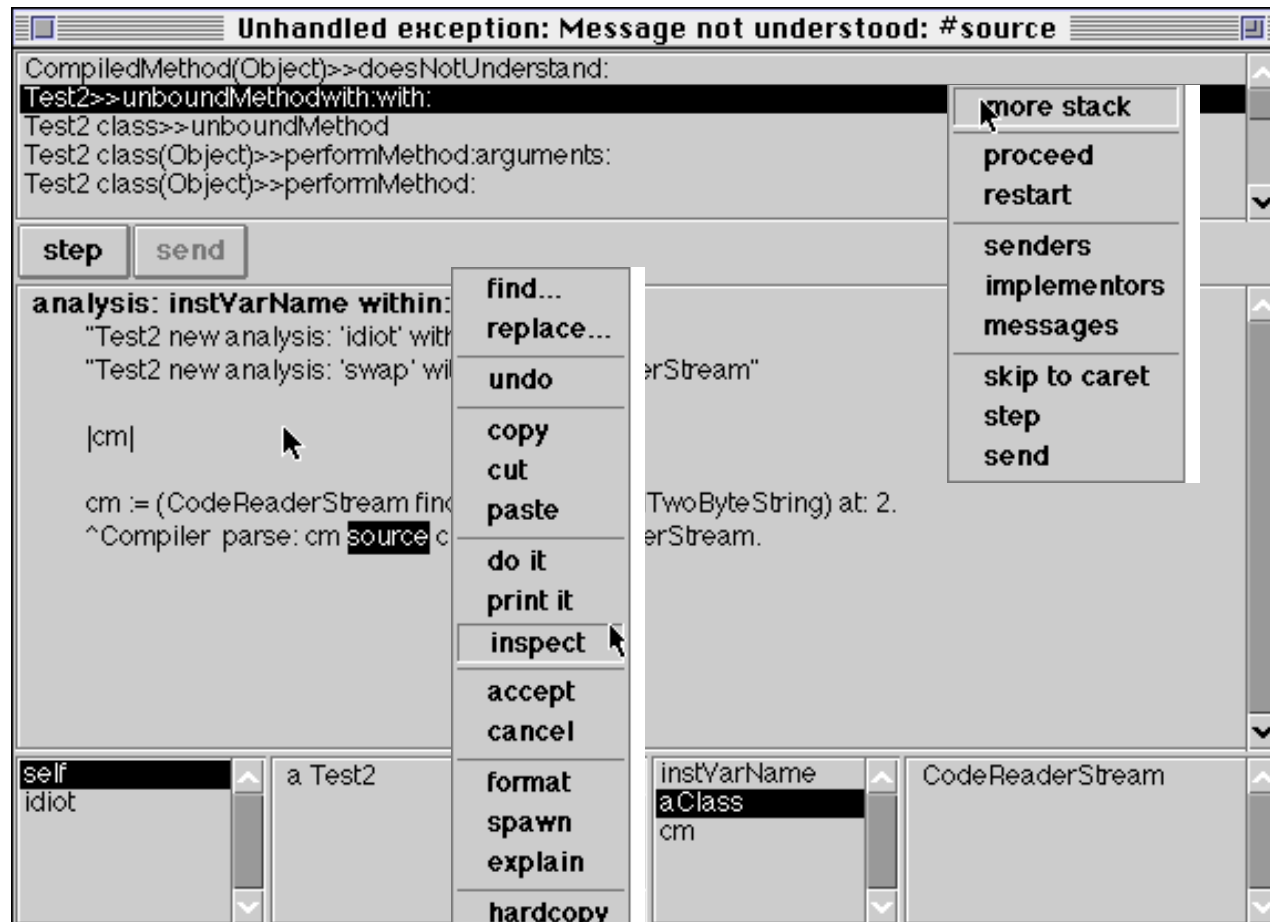 Unhandled exception: Message not understood: #source
CompiledMethod(Object)>>doesNotUnderstand:
Test2>>unboundMethodwith:with:
Test2 class>>unboundMethod
Test2 class(Object)>>performMethod:arguments:
Test2 class(Object)>>performMethod:
more stack
proceed
restart
senders
implementors
messages
skip to caret
step
send
step
send
analysis: instVarName within:
"Test2 new analysis: 'idiot' with
"Test2 new analysis: 'swap' wi erStream"
|cm|
cm := (CodeReaderStream find TwoByteString) at: 2.
^Compiler parse: cm source c erStream.
find...
replace...
undo
copy
cut
paste
do it
print it
inspect
accept
cancel
format
spawn
explain
hardcopy
self
idiot
a Test2
instVarName
aClass
cm
CodeReaderStream